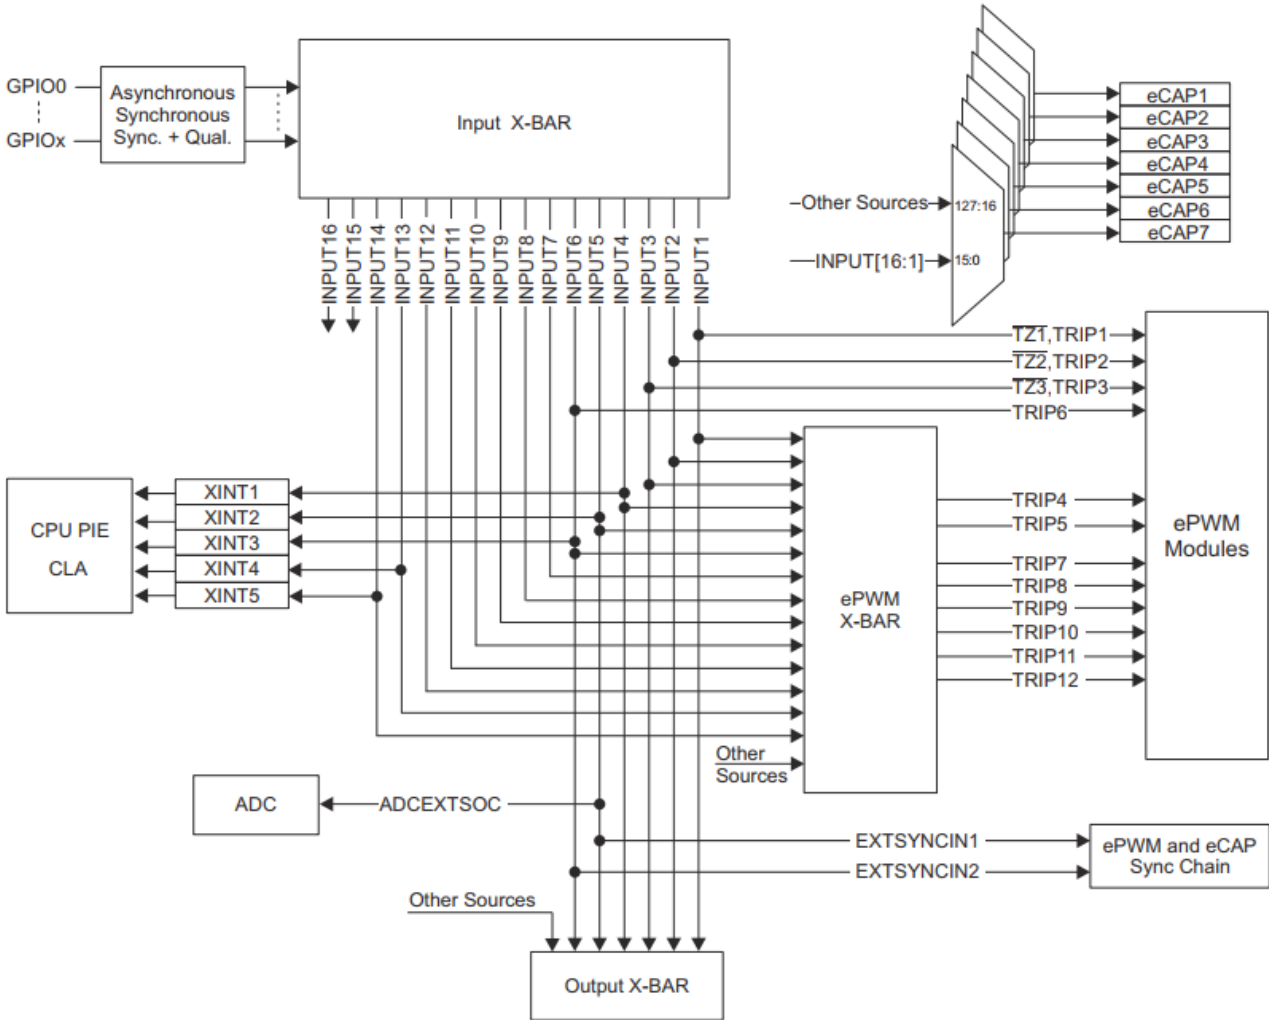 GPIO0
GPIOx
Asynchronous
Synchronous
Sync. + Qual.
Input X-BAR
INPUT16
INPUT15
INPUT14
INPUT13
INPUT12
INPUT11
INPUT10
INPUT9
INPUT8
INPUT7
INPUT6
INPUT5
INPUT4
INPUT3
INPUT2
INPUT1
Other Sources
127:16
INPUT[16:1]
15:0
eCAP1
eCAP2
eCAP3
eCAP4
eCAP5
eCAP6
eCAP7
TZ1,TRIP1
TZ2,TRIP2
TZ3,TRIP3
TRIP6
CPU PIE
CLA
XINT1
XINT2
XINT3
XINT4
XINT5
ePWM
X-BAR
TRIP4
TRIP5
TRIP7
TRIP8
TRIP9
TRIP10
TRIP11
TRIP12
ePWM
Modules
Other
Sources
ADC
ADCEXTSOC
EXTSYNCIN1
EXTSYNCIN2
ePWM and eCAP
Sync Chain
Other Sources
Output X-BAR